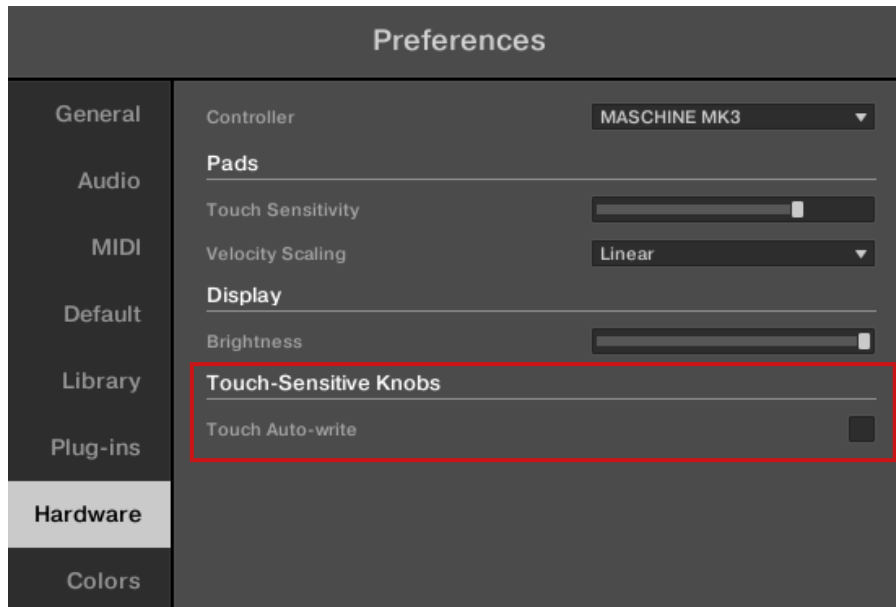 Preferences
General
Audio
MIDI
Default
Library
Plug-ins
Hardware
Colors
Controller MASCHINE MK3
Pads
Touch Sensitivity
Velocity Scaling Linear
Display
Brightness
Touch-Sensitive Knobs
Touch Auto-write